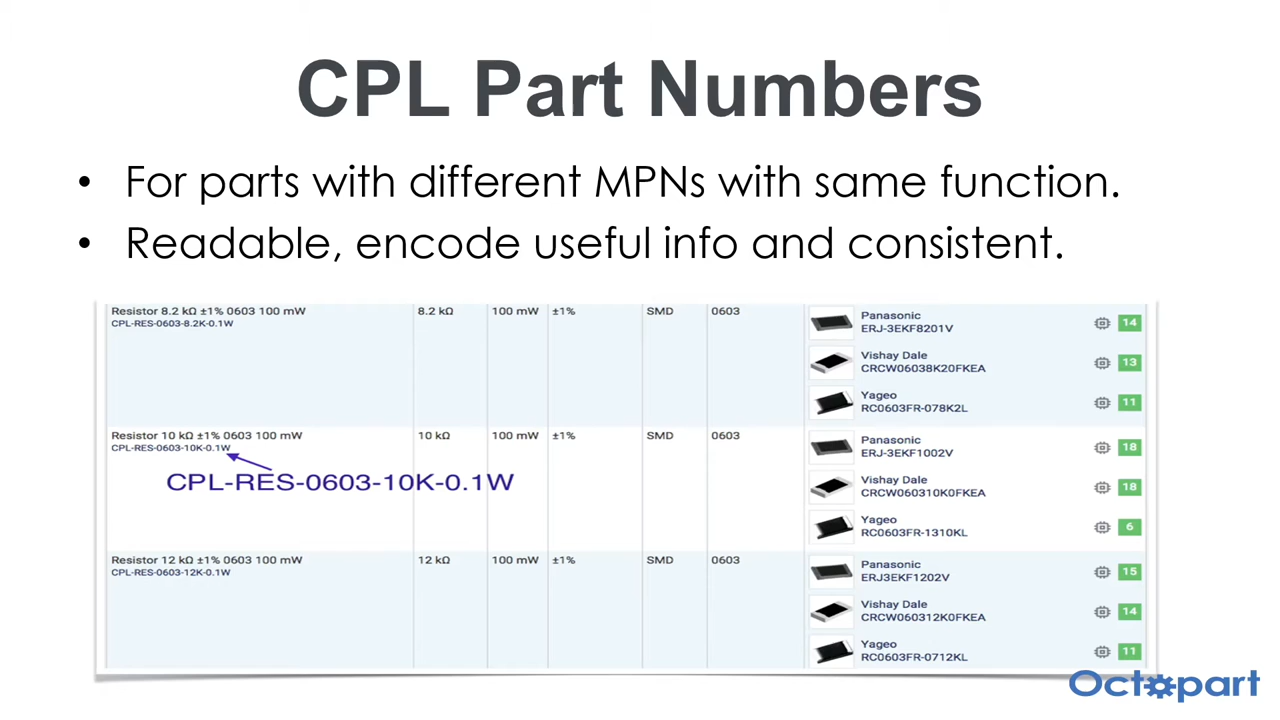 CPL Part Numbers
• For parts with different MPNs with same function.
• Readable, encode useful info and consistent.
Resistor 8.2 kΩ ±1% 0603 100 mW 8.2 kΩ 100 mW ±1% SMD 0603
CPL-RES-0603-8.2K-0.1W
Panasonic
ERJ-3EKF8201V 14
Vishay Dale
CRCW06038K20FKEA 13
Yageo
RC0603FR-078K2L 11
Resistor 10 kΩ ±1% 0603 100 mW 10 kΩ 100 mW ±1% SMD 0603
CPL-RES-0603-10K-0.1W
CPL-RES-0603-10K-0.1W
Panasonic
ERJ-3EKF1002V 18
Vishay Dale
CRCW060310K0FKEA 18
Yageo
RC0603FR-1310KL 6
Resistor 12 kΩ ±1% 0603 100 mW 12 kΩ 100 mW ±1% SMD 0603
CPL-RES-0603-12K-0.1W
Panasonic
ERJ3EKF1202V 15
Vishay Dale
CRCW060312K0FKEA 14
Yageo
RC0603FR-0712KL 11
Octopart